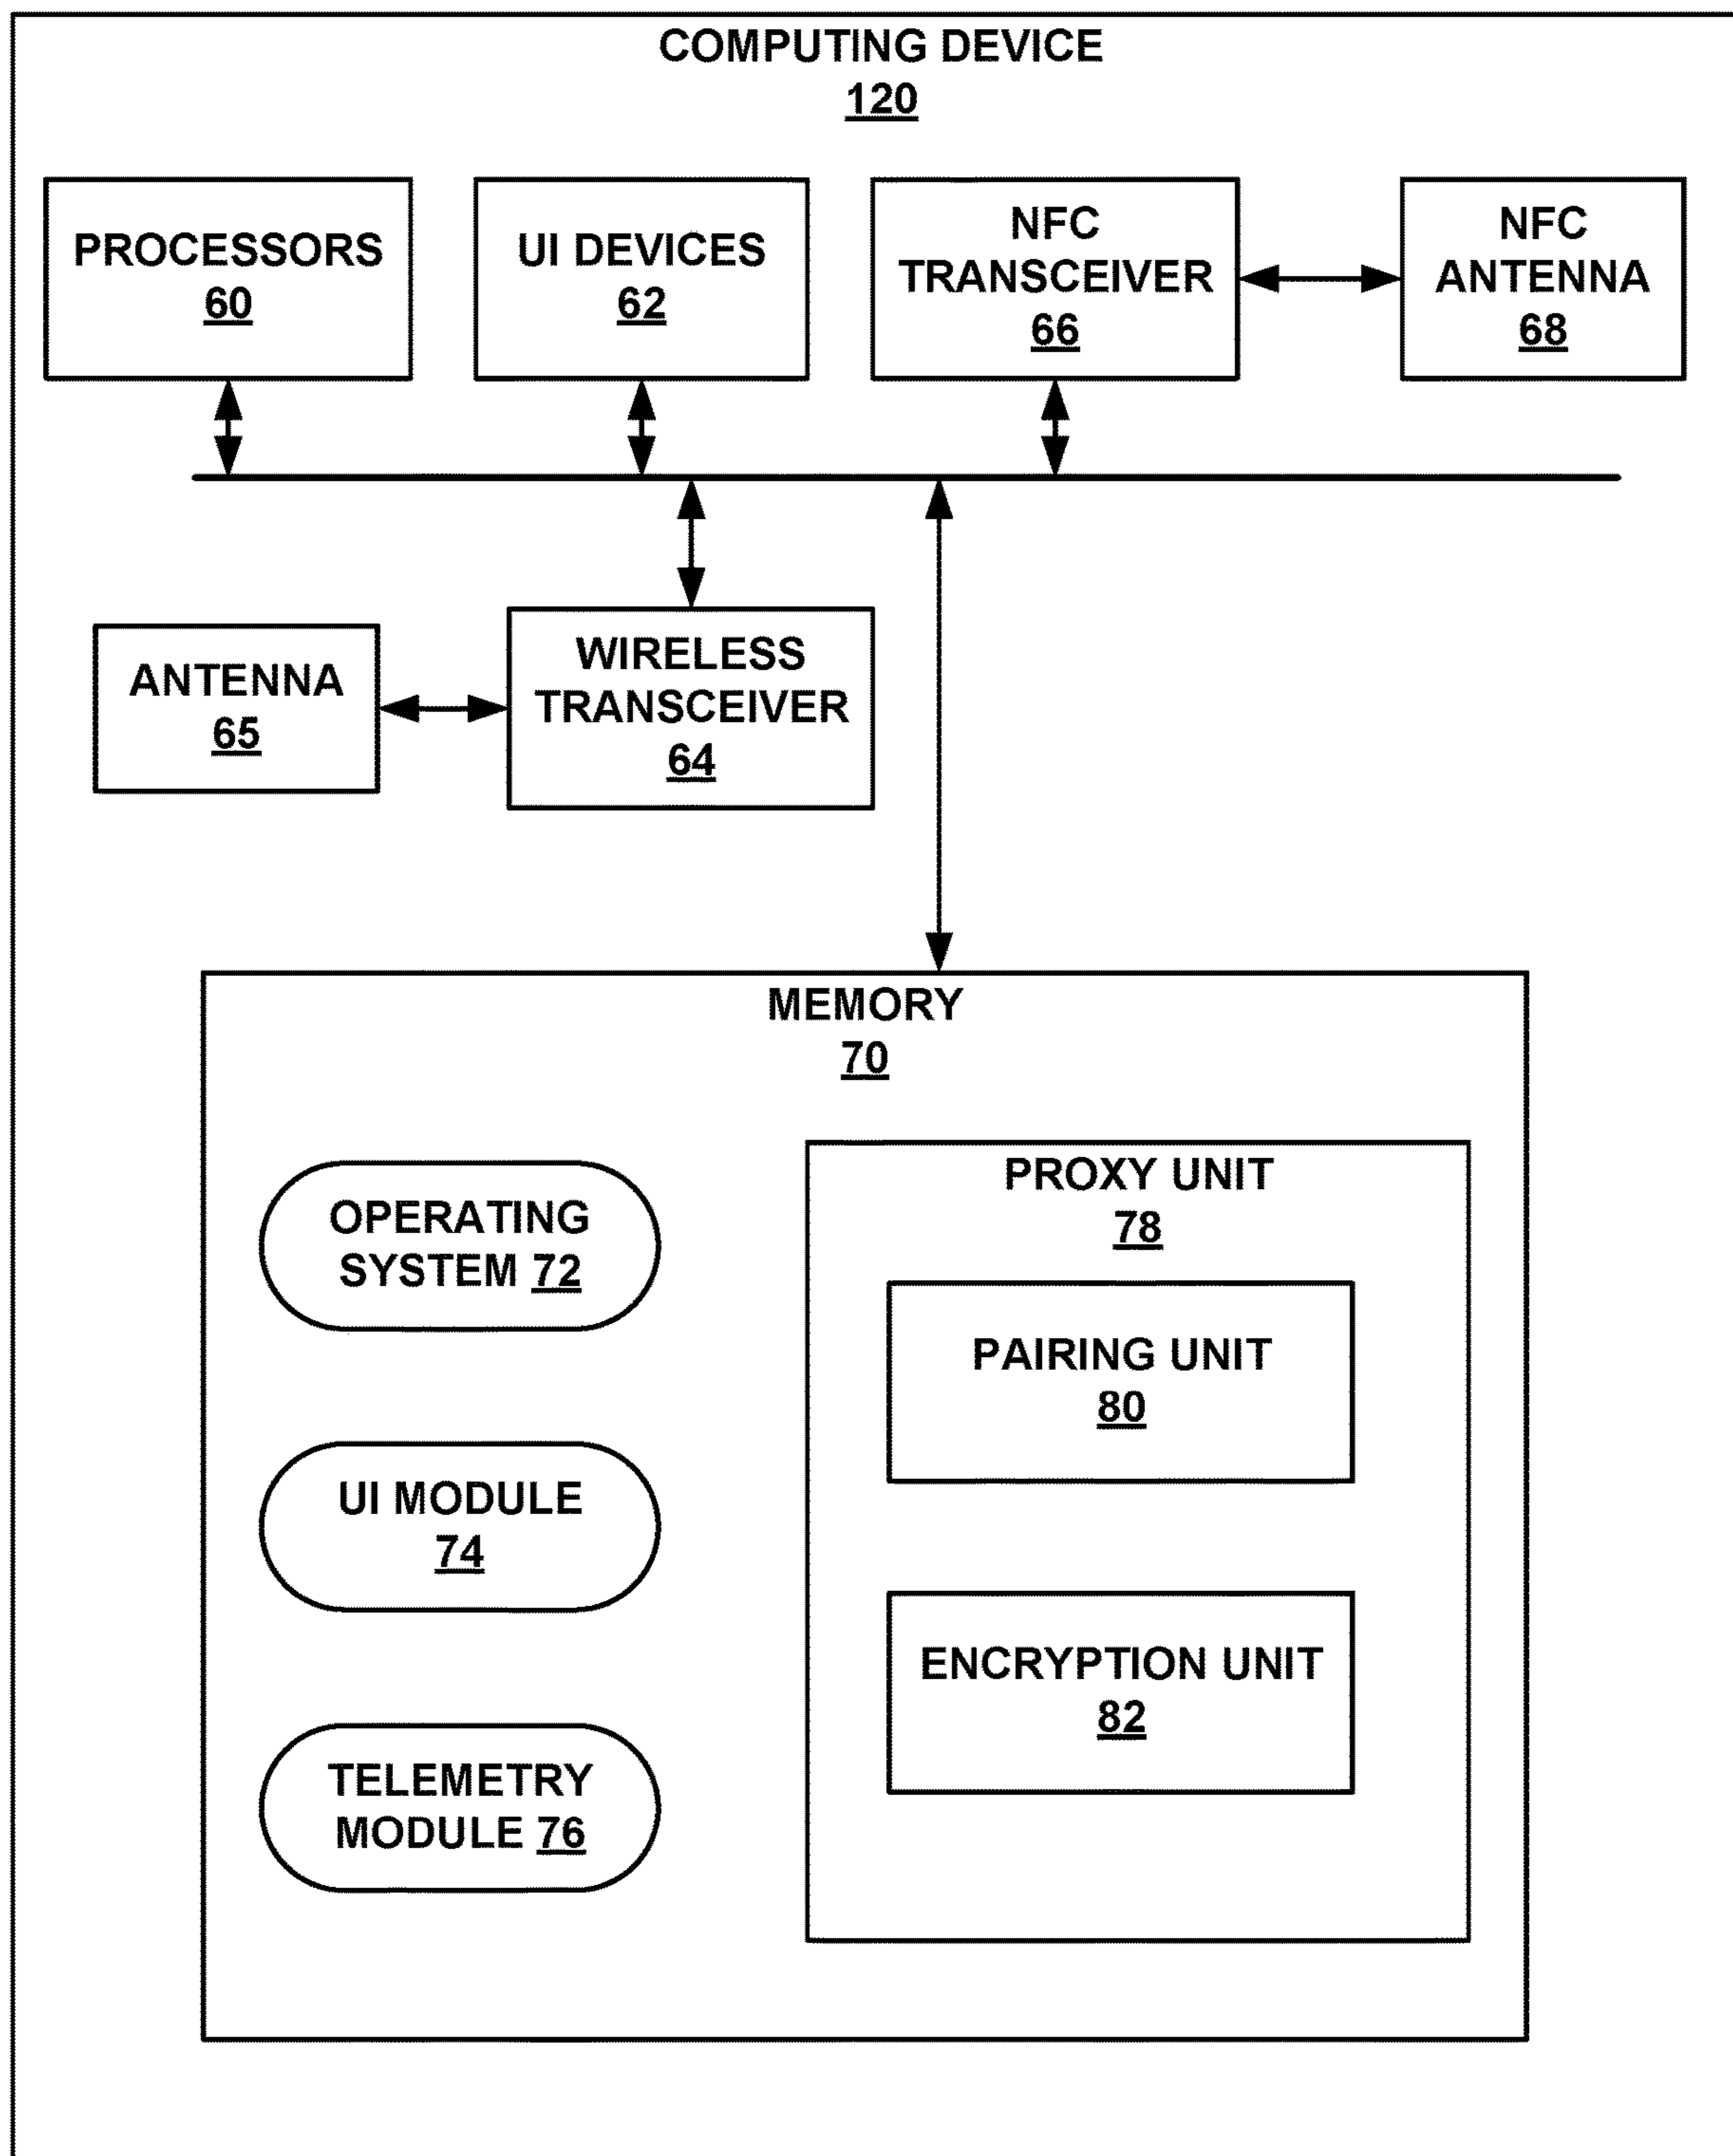 COMPUTING DEVICE
120
PROCESSORS
60
UI DEVICES
62
NFC
TRANSCEIVER
66
NFC
ANTENNA
68
ANTENNA
65
WIRELESS
TRANSCEIVER
64
MEMORY
70
OPERATING
SYSTEM 72
UI MODULE
74
TELEMETRY
MODULE 76
PROXY UNIT
78
PAIRING UNIT
80
ENCRYPTION UNIT
82